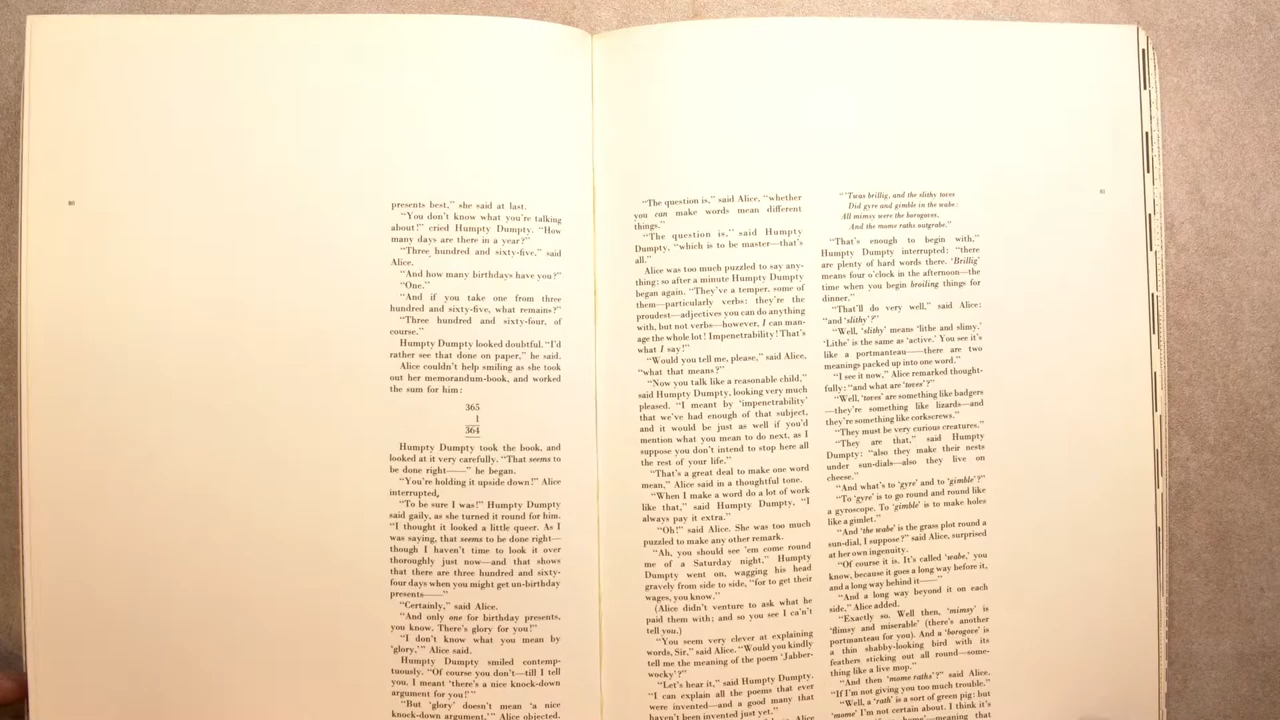 80
presents best,” she said at last.
“You don’t know what you’re talking
about!” cried Humpty Dumpty. “How
many days are there in a year?”
“Three hundred and sixty-five,” said
Alice.
“And how many birthdays have you?”
“One.”
“And if you take one from three
hundred and sixty-five, what remains?”
“Three hundred and sixty-four, of
course.”
Humpty Dumpty looked doubtful. “I’d
rather see that done on paper,” he said.
Alice couldn’t help smiling as she took
out her memorandum-book, and worked
the sum for him:
365
1
364
Humpty Dumpty took the book, and
looked at it very carefully. “That seems to
be done right——” he began.
“You’re holding it upside down!” Alice
interrupted,
“To be sure I was!” Humpty Dumpty
said gaily, as she turned it round for him.
“I thought it looked a little queer. As I
was saying, that seems to be done right—
though I haven’t time to look it over
thoroughly just now—and that shows
that there are three hundred and sixty-
four days when you might get un-birthday
presents——”
“Certainly,” said Alice.
“And only one for birthday presents,
you know. There’s glory for you!”
“I don’t know what you mean by
‘glory,’” Alice said.
Humpty Dumpty smiled contemp-
tuously. “Of course you don’t—till I tell
you. I meant ‘there’s a nice knock-down
argument for you!’”
“But ‘glory’ doesn’t mean ‘a nice
knock-down argument,’” Alice objected.
“The question is,” said Alice, “whether
you can make words mean different
things.”
“The question is,” said Humpty
Dumpty, “which is to be master—that’s
all.”
Alice was too much puzzled to say any-
thing; so after a minute Humpty Dumpty
began again. “They’ve a temper, some of
them—particularly verbs: they’re the
proudest—adjectives you can do anything
with, but not verbs—however, I can man-
age the whole lot! Impenetrability! That’s
what I say!”
“Would you tell me, please,” said Alice,
“what that means?”
“Now you talk like a reasonable child,”
said Humpty Dumpty, looking very much
pleased. “I meant by ‘impenetrability’
that we’ve had enough of that subject,
and it would be just as well if you’d
mention what you mean to do next, as I
suppose you don’t intend to stop here all
the rest of your life.”
“That’s a great deal to make one word
mean,” Alice said in a thoughtful tone.
“When I make a word do a lot of work
like that,” said Humpty Dumpty, “I
always pay it extra.”
“Oh!” said Alice. She was too much
puzzled to make any other remark.
“Ah, you should see ’em come round
me of a Saturday night,” Humpty
Dumpty went on, wagging his head
gravely from side to side, “for to get their
wages, you know.”
(Alice didn’t venture to ask what he
paid them with; and so you see I ca’n’t
tell you.)
“You seem very clever at explaining
words, Sir,” said Alice. “Would you kindly
tell me the meaning of the poem ‘Jabber-
wocky’?”
“Let’s hear it,” said Humpty Dumpty.
“I can explain all the poems that ever
were invented—and a good many that
haven’t been invented just yet.”
81
“‘Twas brillig, and the slithy toves
Did gyre and gimble in the wabe:
All mimsy were the borogoves,
And the mome raths outgrabe.”
“That’s enough to begin with,”
Humpty Dumpty interrupted: “there
are plenty of hard words there. ‘Brillig’
means four o’clock in the afternoon—the
time when you begin broiling things for
dinner.”
“That’ll do very well,” said Alice:
“and ‘slithy’?”
“Well, ‘slithy’ means ‘lithe and slimy.’
‘Lithe’ is the same as ‘active.’ You see it’s
like a portmanteau——there are two
meanings packed up into one word.”
“I see it now,” Alice remarked thought-
fully: “and what are ‘toves’?”
“Well, ‘toves’ are something like badgers
—they’re something like lizards—and
they’re something like corkscrews.”
“They must be very curious creatures.”
“They are that,” said Humpty
Dumpty: “also they make their nests
under sun-dials—also they live on
cheese.”
“And what’s to ‘gyre’ and to ‘gimble’?”
“To ‘gyre’ is to go round and round like
a gyroscope. To ‘gimble’ is to make holes
like a gimlet.”
“And ‘the wabe’ is the grass plot round a
sun-dial, I suppose?” said Alice, surprised
at her own ingenuity.
“Of course it is. It’s called ‘wabe,’ you
know, because it goes a long way before it,
and a long way behind it——”
“And a long way beyond it on each
side,” Alice added.
“Exactly so. Well then, ‘mimsy’ is
‘flimsy and miserable’ (there’s another
portmanteau for you). And a ‘borogove’ is
a thin shabby-looking bird with its
feathers sticking out all round—some-
thing like a live mop.”
“And then ‘mome raths’?” said Alice.
“If I’m not giving you too much trouble.”
“Well, a ‘rath’ is a sort of green pig: but
‘mome’ I’m not certain about. I think it’s